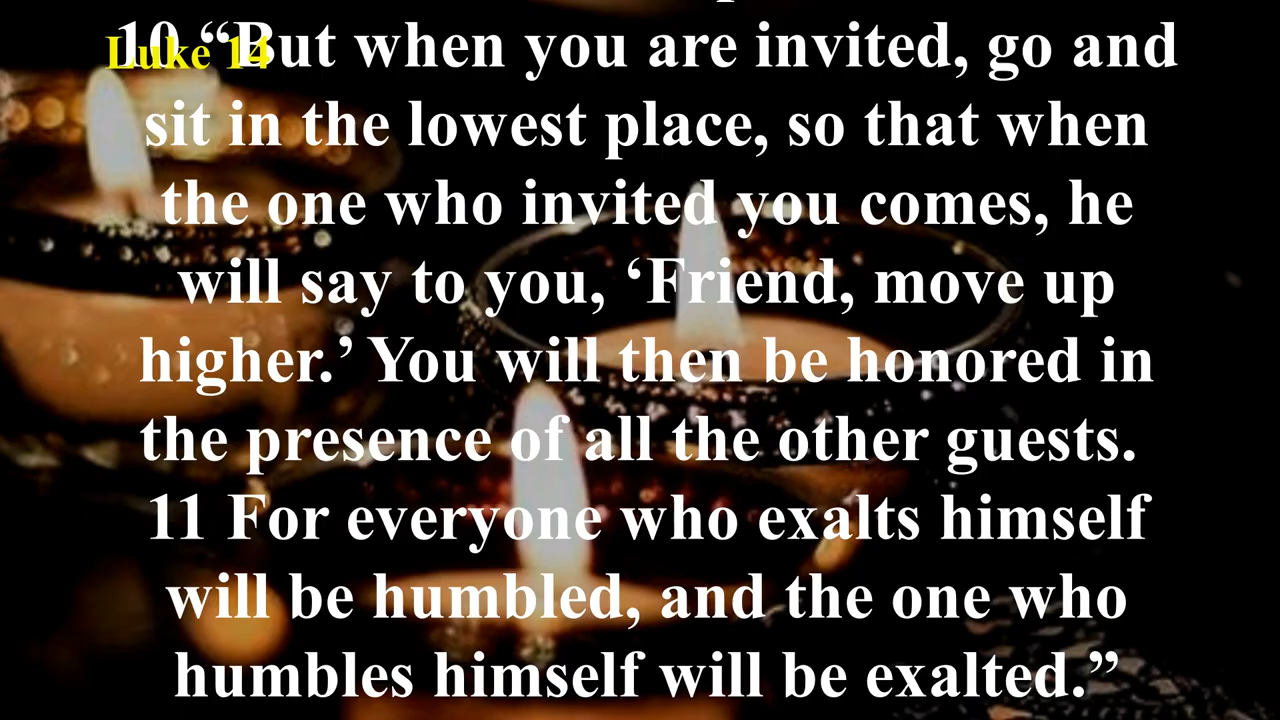 Luke 14
10 “But when you are invited, go and
sit in the lowest place, so that when
the one who invited you comes, he
will say to you, ‘Friend, move up
higher.’ You will then be honored in
the presence of all the other guests.
11 For everyone who exalts himself
will be humbled, and the one who
humbles himself will be exalted.”